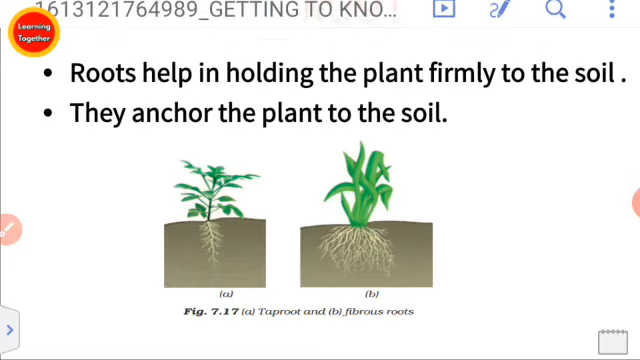 1613121764989_GETTING TO KNO...
Learning
Together
• Roots help in holding the plant firmly to the soil .
• They anchor the plant to the soil.
(a)
(b)
Fig. 7.17 (a) Taproot and (b) fibrous roots